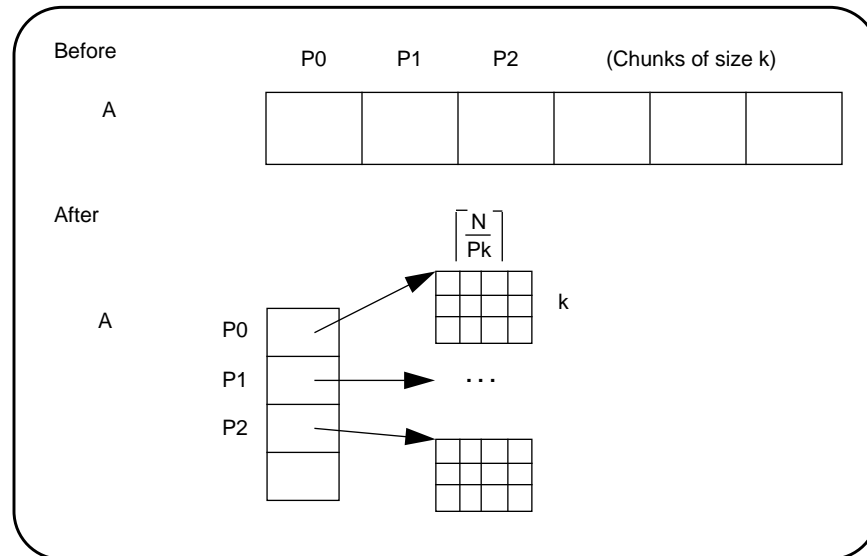 Before
P0 P1 P2 (Chunks of size k)
A
After
⌈N/Pk⌉
A
k
P0
P1 ...
P2